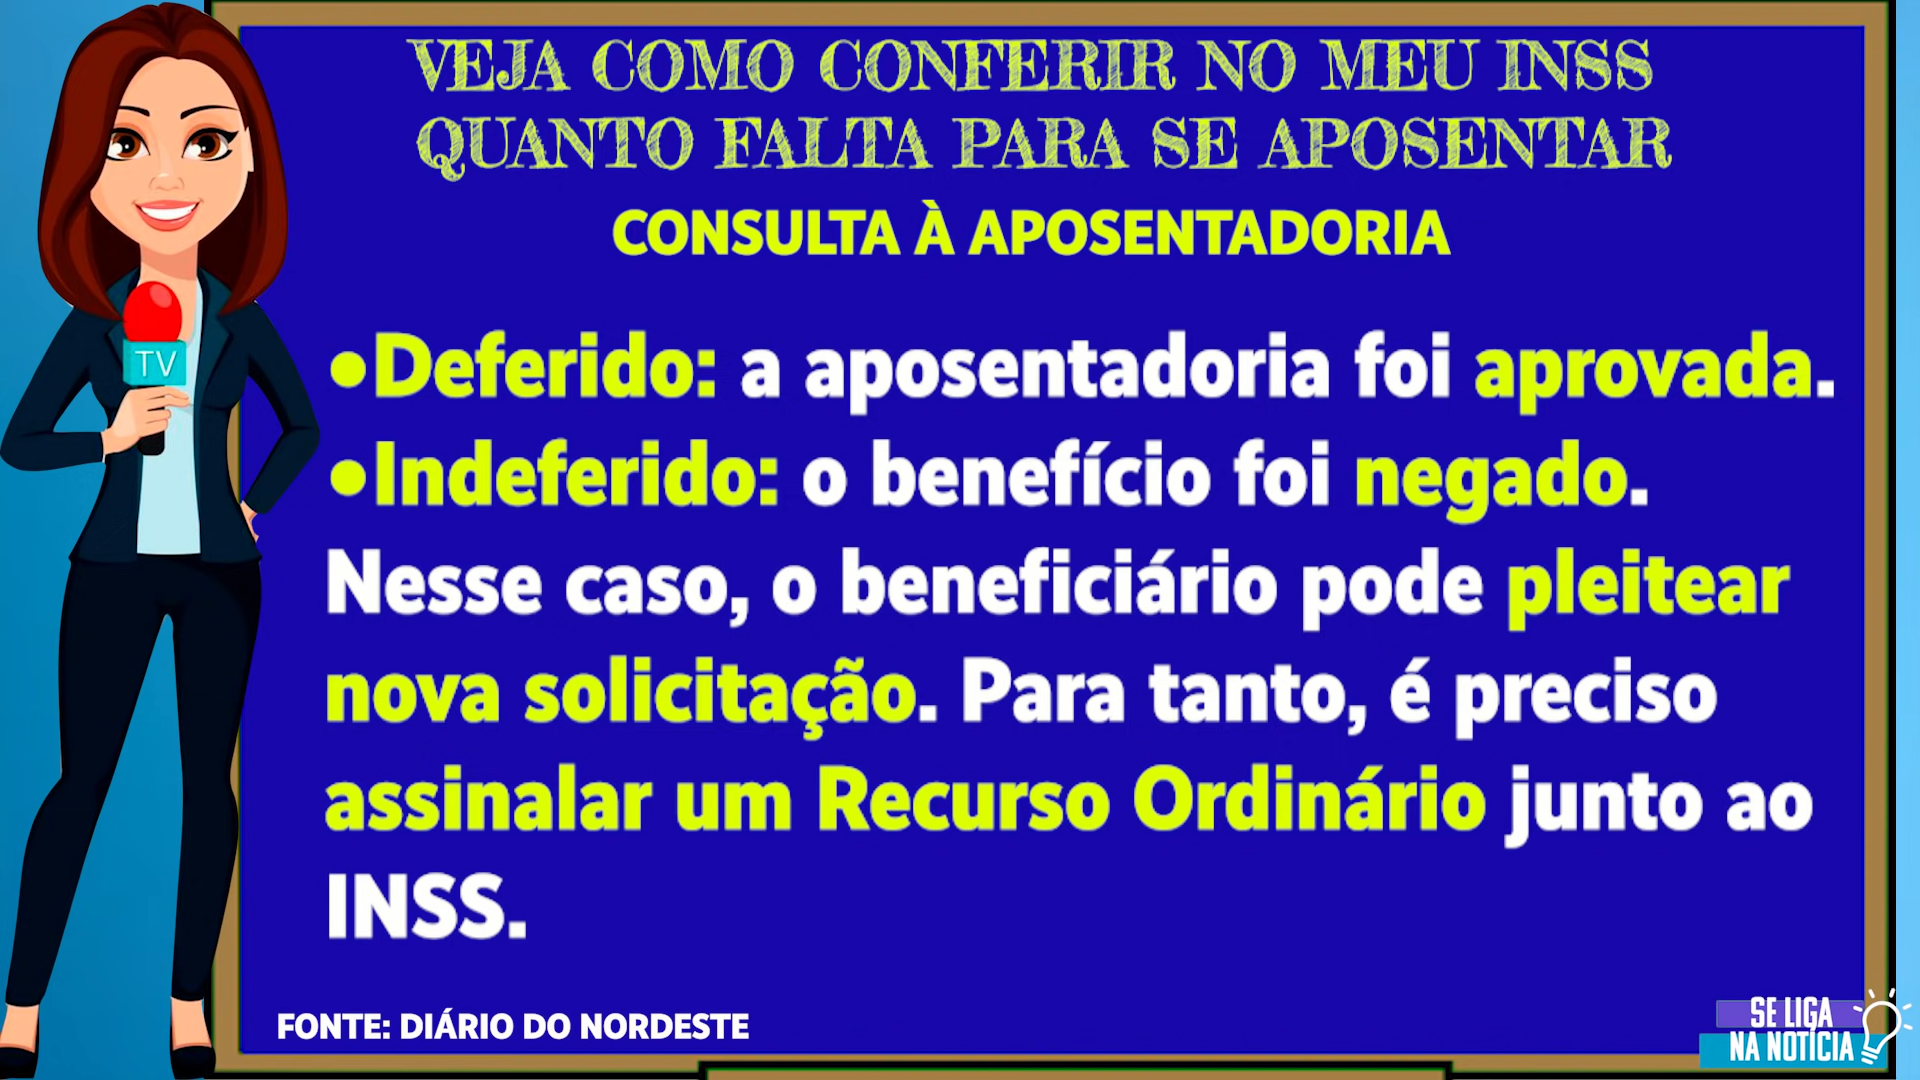 VEJA COMO CONFERIR NO MEU INSS
QUANTO FALTA PARA SE APOSENTAR
CONSULTA À APOSENTADORIA
●Deferido: a aposentadoria foi aprovada.
●Indeferido: o benefício foi negado.
Nesse caso, o beneficiário pode pleitear
nova solicitação. Para tanto, é preciso
assinalar um Recurso Ordinário junto ao
INSS.
TV
FONTE: DIÁRIO DO NORDESTE
SE LIGA
NA NOTÍCIA